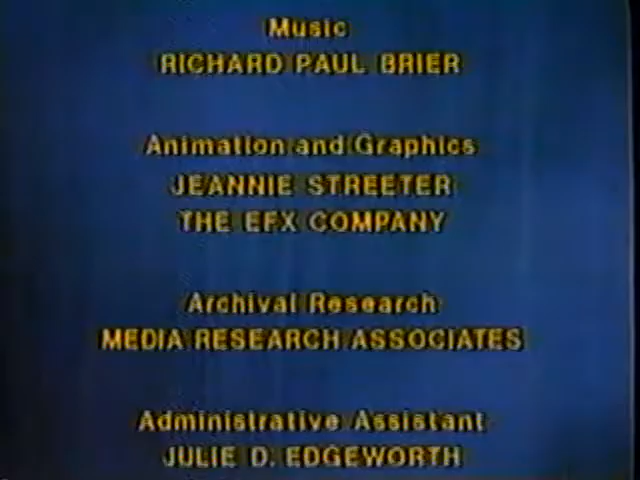 Music
RICHARD PAUL BRIER
Animation and Graphics
JEANNIE STREETER
THE EFX COMPANY
Archival Research
MEDIA RESEARCH ASSOCIATES
Administrative Assistant
JULIE D. EDGEWORTH